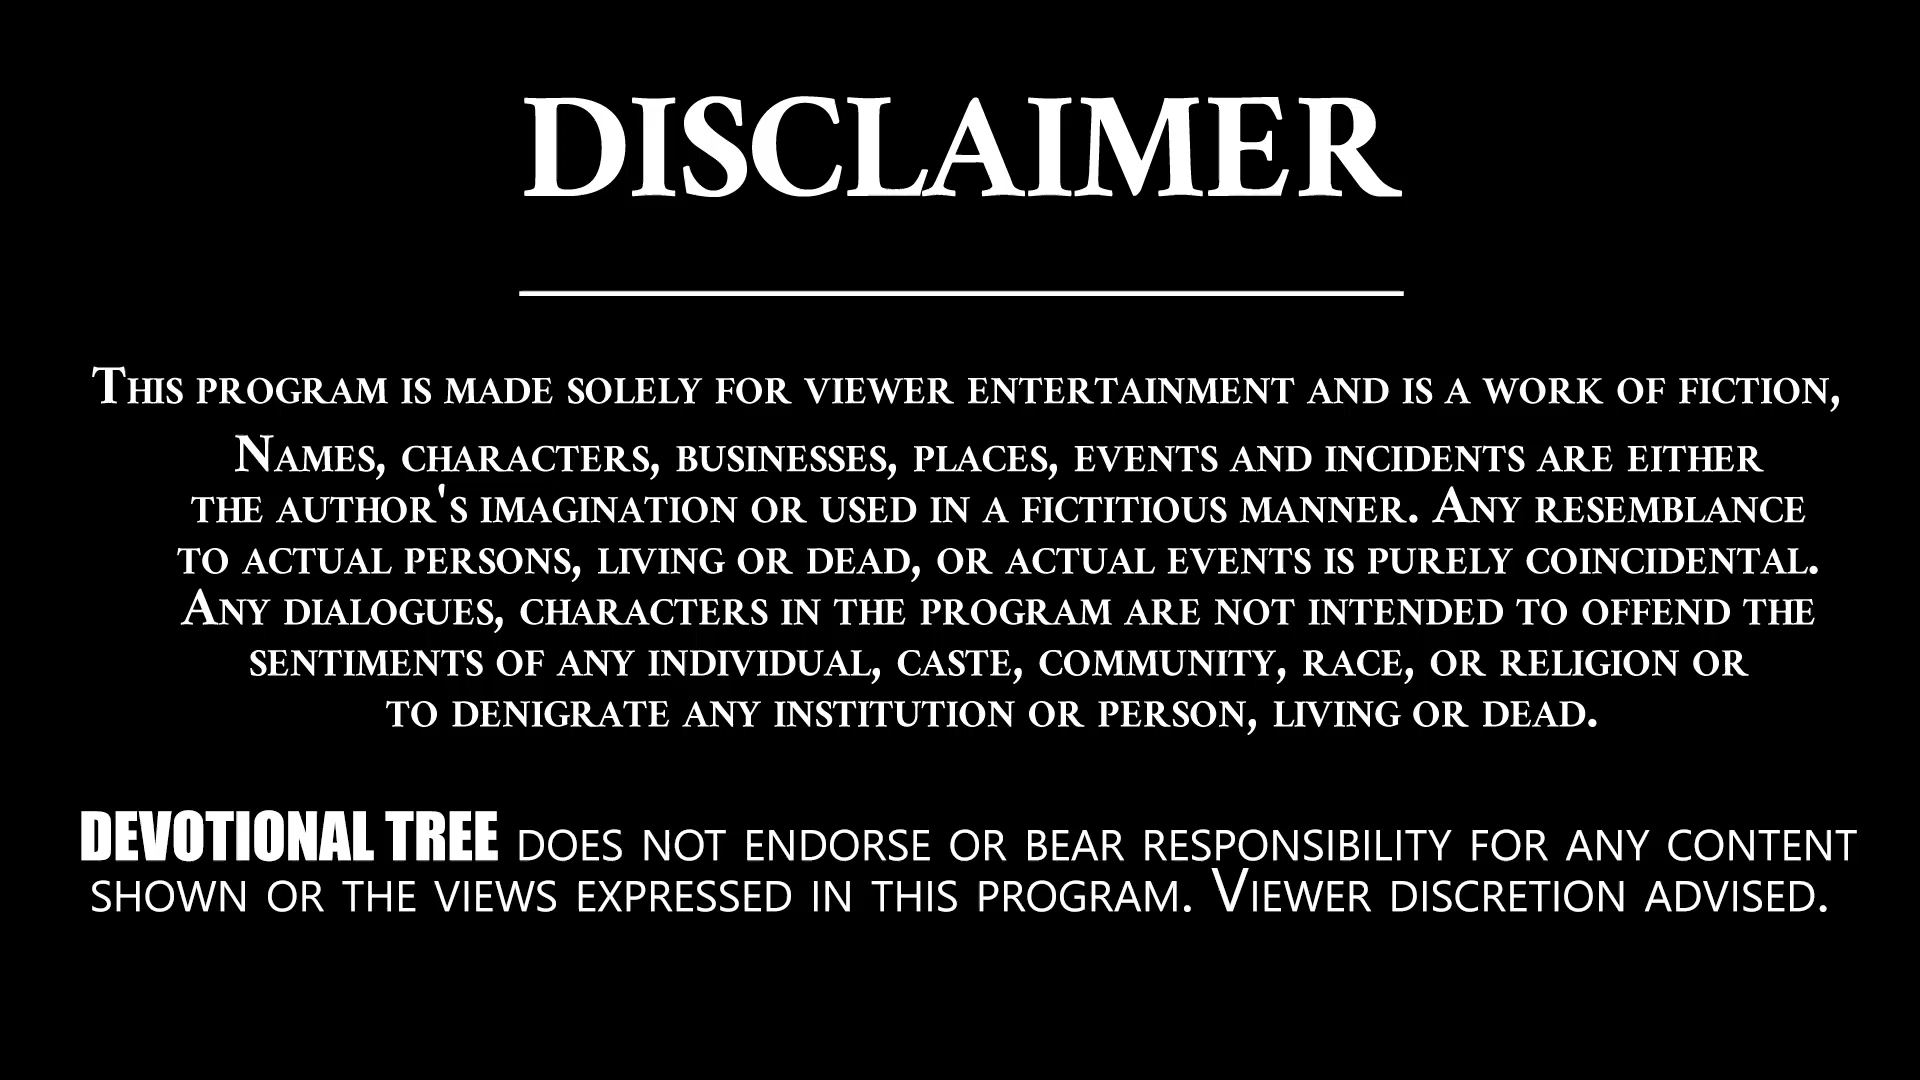 DISCLAIMER
This program is made solely for viewer entertainment and is a work of fiction,
Names, characters, businesses, places, events and incidents are either
the author's imagination or used in a fictitious manner. Any resemblance
to actual persons, living or dead, or actual events is purely coincidental.
Any dialogues, characters in the program are not intended to offend the
sentiments of any individual, caste, community, race, or religion or
to denigrate any institution or person, living or dead.
DEVOTIONAL TREE does not endorse or bear responsibility for any content
shown or the views expressed in this program. Viewer discretion advised.